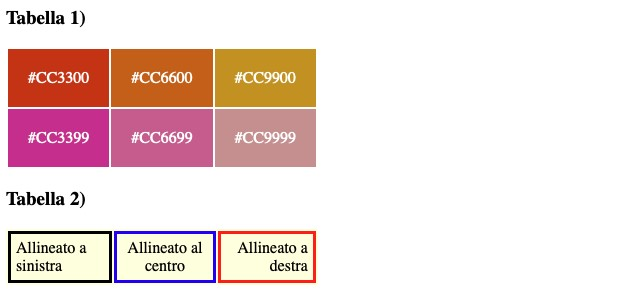 Tabella 1)
#CC3300 #CC6600 #CC9900
#CC3399 #CC6699 #CC9999
Tabella 2)
Allineato a sinistra
Allineato al centro
Allineato a destra